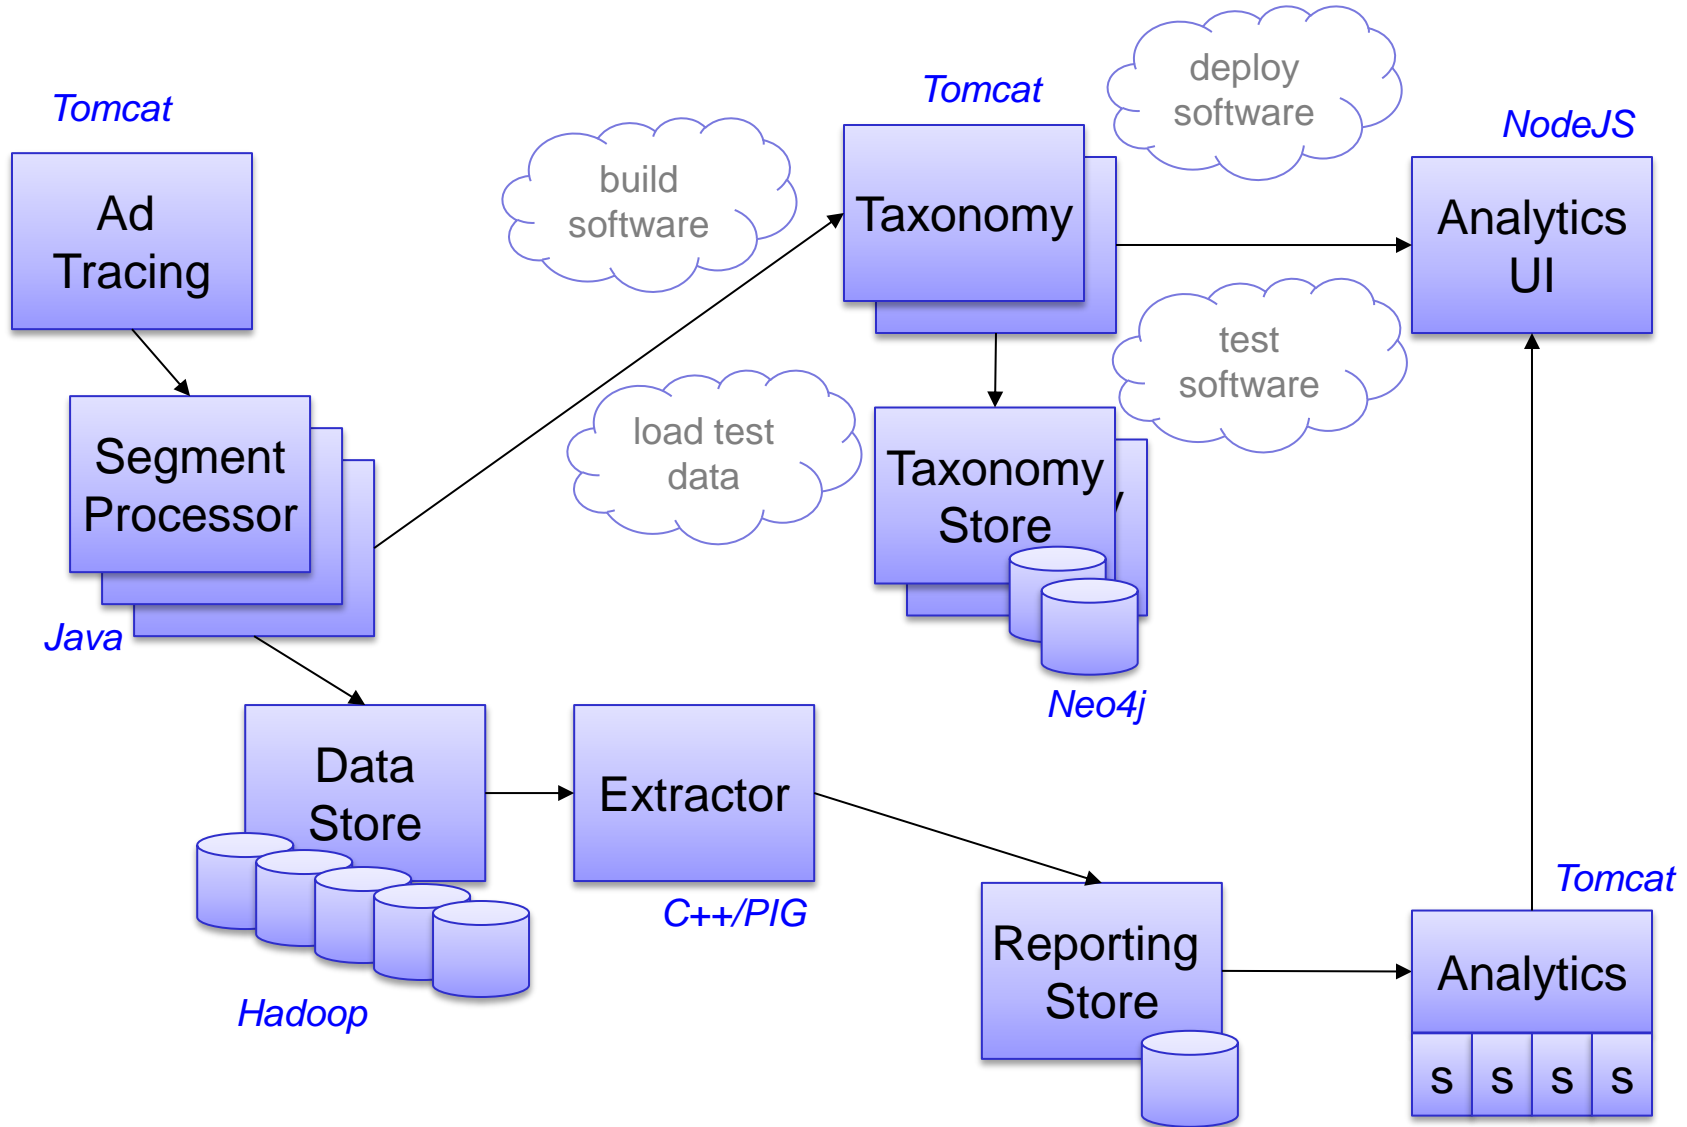 Tomcat
Ad
Tracing
Segment
Processor
Java
build
software
load test
data
Tomcat
Taxonomy
deploy
software
NodeJS
Analytics
UI
test
software
Taxonomy
Store
Neo4j
Data
Store
Hadoop
Extractor
C++/PIG
Reporting
Store
Tomcat
Analytics
s s s s